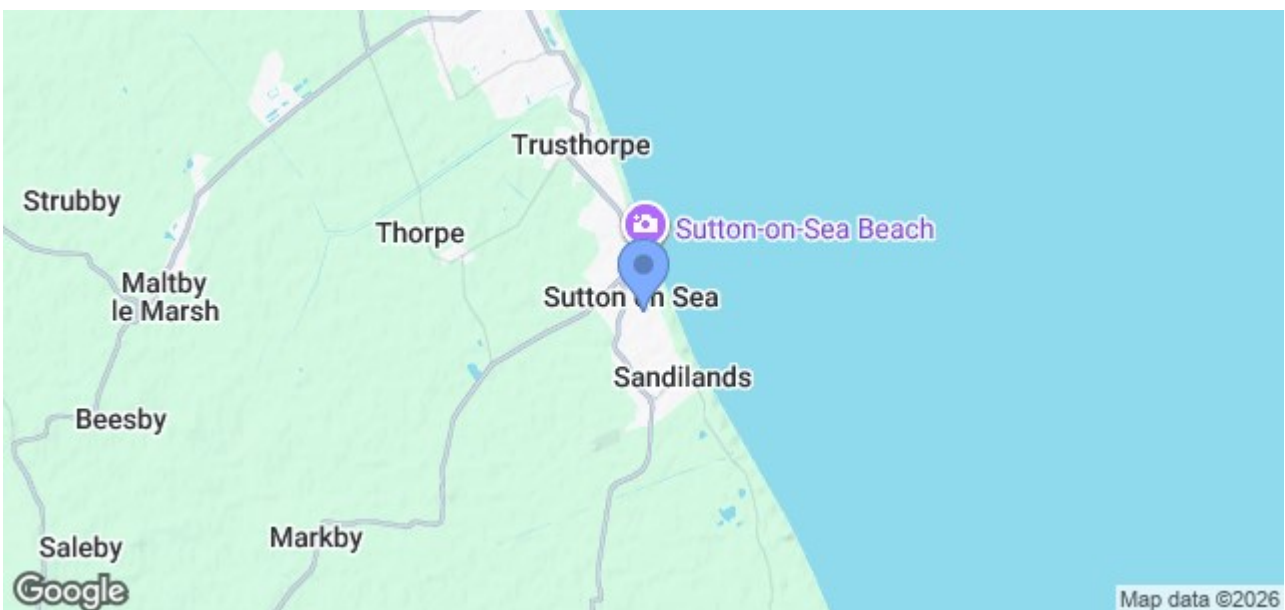 Trusthorpe
Strubby
Thorpe
Sutton-on-Sea Beach
Maltby
le Marsh
Sutton on Sea
Sandilands
Beesby
Markby
Saleby
Google
Map data ©2026